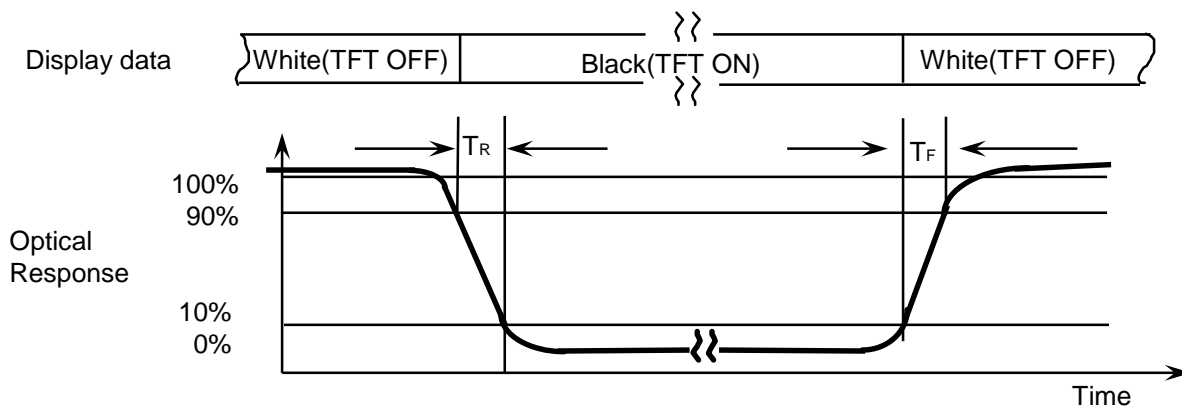 Display data
White(TFT OFF) Black(TFT ON) White(TFT OFF)
TR TF
100%
90%
Optical
Response
10%
0%
Time